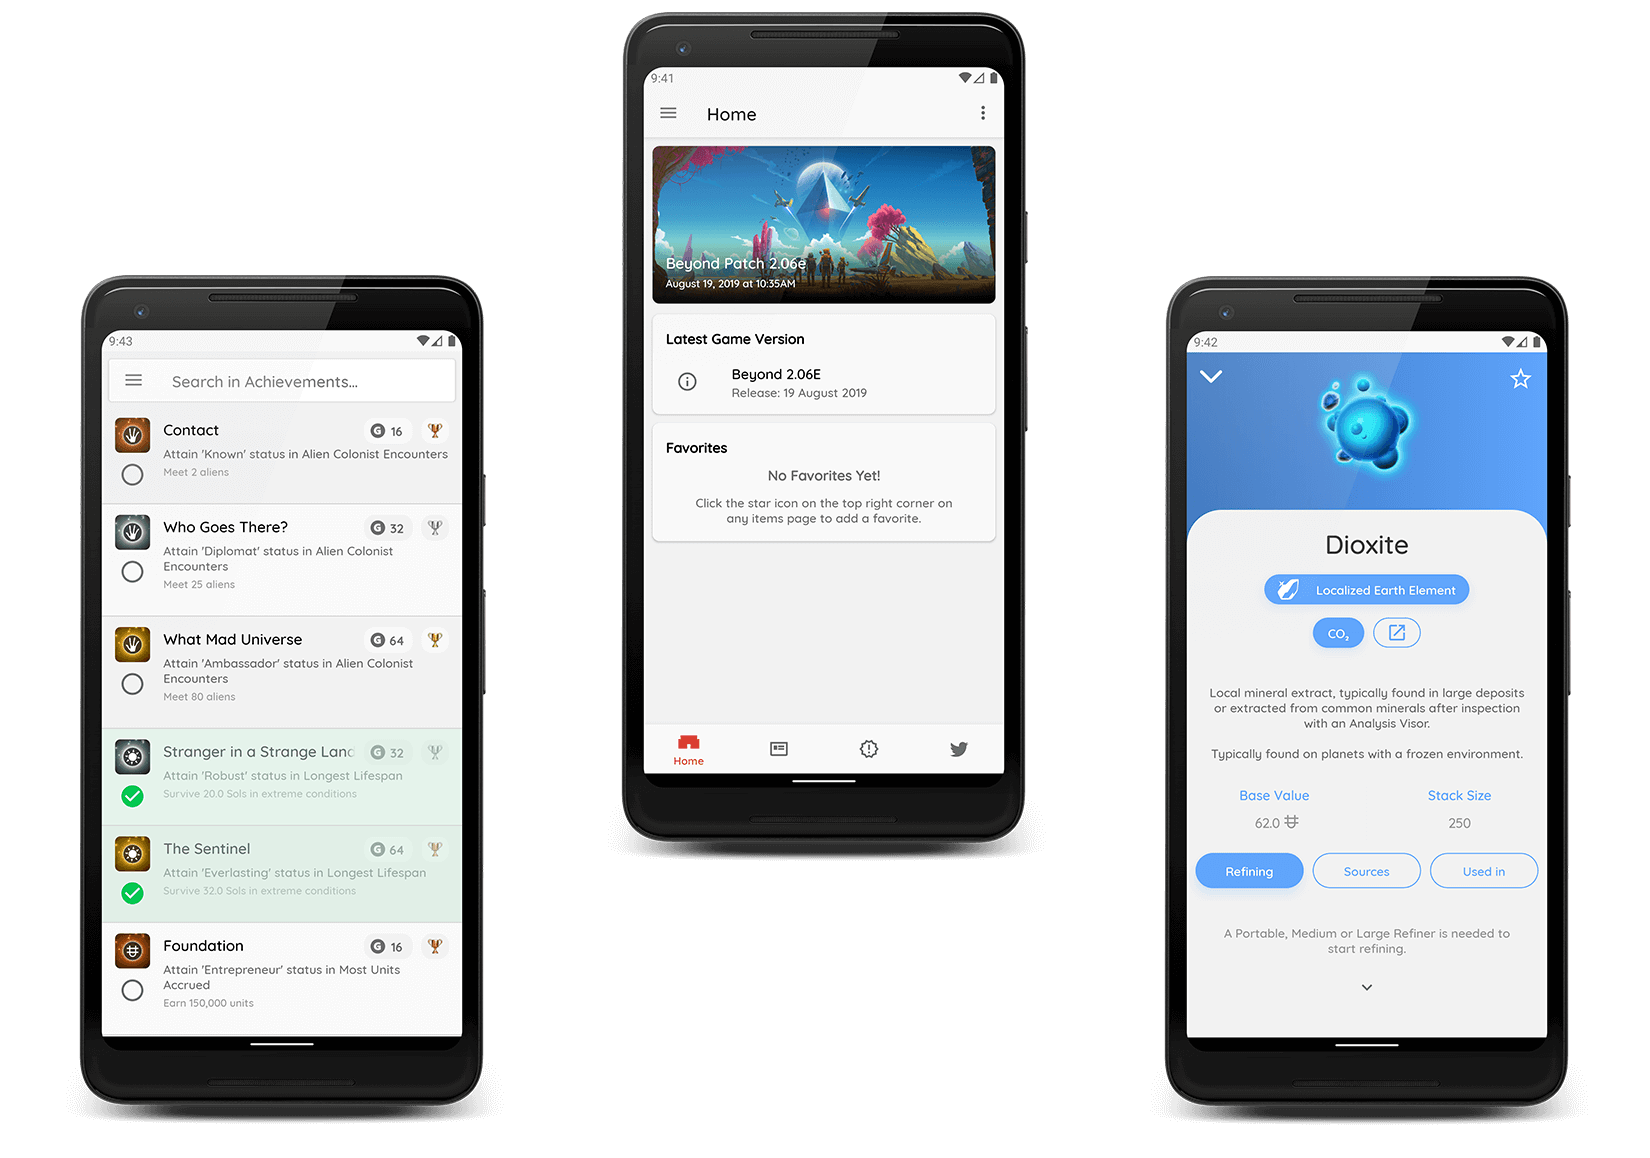 9:41
Home
Beyond Patch 2.06e
August 19, 2019 at 10:35AM
Latest Game Version
Beyond 2.06E
Release: 19 August 2019
Favorites
No Favorites Yet!
Click the star icon on the top right corner on
any items page to add a favorite.
Home
9:43
Search in Achievements...
Contact
G 16
Attain 'Known' status in Alien Colonist Encounters
Meet 2 aliens
Who Goes There?
G 32
Attain 'Diplomat' status in Alien Colonist
Encounters
Meet 25 aliens
What Mad Universe
G 64
Attain 'Ambassador' status in Alien Colonist
Encounters
Meet 80 aliens
Stranger in a Strange Lanc
G 32
Attain 'Robust' status in Longest Lifespan
Survive 20.0 Sols in extreme conditions
The Sentinel
G 64
Attain 'Everlasting' status in Longest Lifespan
Survive 32.0 Sols in extreme conditions
Foundation
G 16
Attain 'Entrepreneur' status in Most Units
Accrued
Earn 150,000 units
9:42
Dioxite
Localized Earth Element
CO₂
Local mineral extract, typically found in large deposits
or extracted from common minerals after inspection
with an Analysis Visor.
Typically found on planets with a frozen environment.
Base Value
Stack Size
62.0
250
Refining
Sources
Used in
A Portable, Medium or Large Refiner is needed to
start refining.